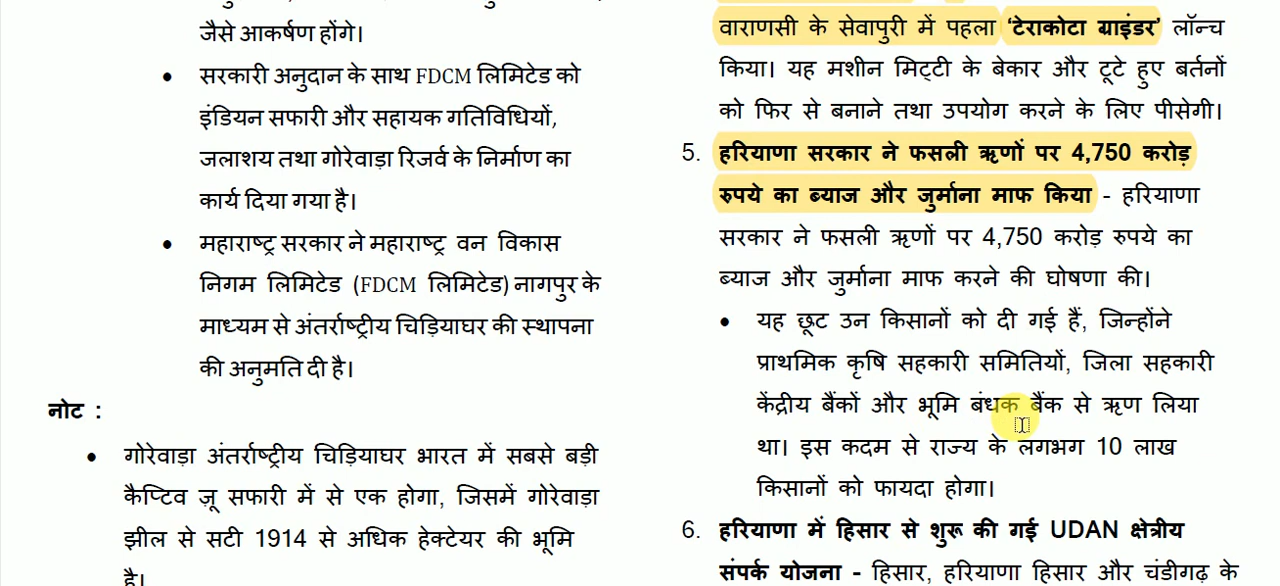 जैसे आकर्षण होंगे।
• सरकारी अनुदान के साथ FDCM लिमिटेड को
इंडियन सफारी और सहायक गतिविधियों,
जलाशय तथा गोरेवाड़ा रिजर्व के निर्माण का
कार्य दिया गया है।
• महाराष्ट्र सरकार ने महाराष्ट्र वन विकास
निगम लिमिटेड (FDCM लिमिटेड) नागपुर के
माध्यम से अंतर्राष्ट्रीय चिड़ियाघर की स्थापना
की अनुमति दी है।
नोट :
• गोरेवाड़ा अंतर्राष्ट्रीय चिड़ियाघर भारत में सबसे बड़ी
कैप्टिव ज़ू सफारी में से एक होगा, जिसमें गोरेवाड़ा
झील से सटी 1914 से अधिक हेक्टेयर की भूमि
है।
वाराणसी के सेवापुरी में पहला ‘टेराकोटा ग्राइंडर’ लॉन्च
किया। यह मशीन मिट्टी के बेकार और टूटे हुए बर्तनों
को फिर से बनाने तथा उपयोग करने के लिए पीसेगी।
5. हरियाणा सरकार ने फसली ऋणों पर 4,750 करोड़
रुपये का ब्याज और जुर्माना माफ किया - हरियाणा
सरकार ने फसली ऋणों पर 4,750 करोड़ रुपये का
ब्याज और जुर्माना माफ करने की घोषणा की।
• यह छूट उन किसानों को दी गई हैं, जिन्होंने
प्राथमिक कृषि सहकारी समितियों, जिला सहकारी
केंद्रीय बैंकों और भूमि बंधक बैंक से ऋण लिया
था। इस कदम से राज्य के लगभग 10 लाख
किसानों को फायदा होगा।
6. हरियाणा में हिसार से शुरू की गई UDAN क्षेत्रीय
संपर्क योजना - हिसार, हरियाणा हिसार और चंडीगढ़ के